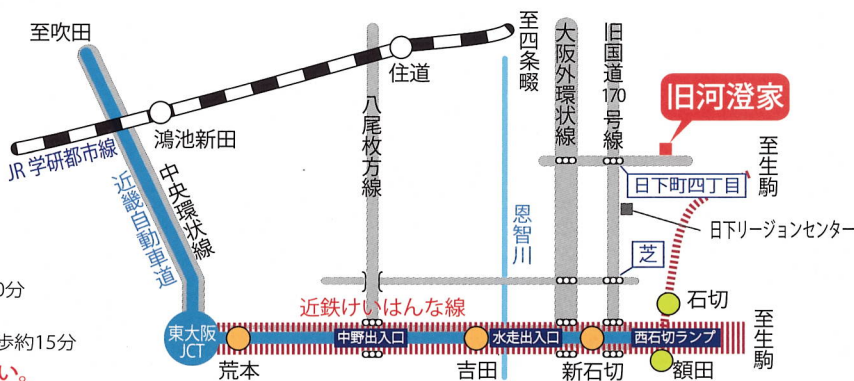 至吹田
住道
至四条畷
大阪外環状線
旧国道170号線
旧河澄家
至生駒
鴻池新田
八尾枚方線
JR学研都市線
近畿自動車道
中央環状線
恩智川
日下町四丁目
日下リージョンセンター
芝
0分
近鉄けいはんな線
石切
歩約15分
東大阪
JCT
中野出入口
水走出入口
西石切ランプ
至生駒
い。
荒本
吉田
新石切
額田